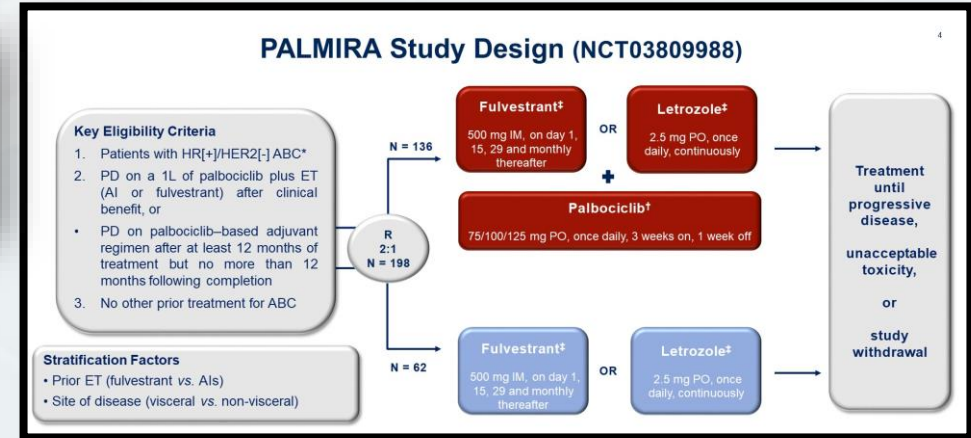 4
PALMIRA Study Design (NCT03809988)
Key Eligibility Criteria
1. Patients with HR[+]/HER2[-] ABC*
2. PD on a 1L of palbociclib plus ET
(AI or fulvestrant) after clinical
benefit, or
• PD on palbociclib–based adjuvant
regimen after at least 12 months of
treatment but no more than 12
months following completion
3. No other prior treatment for ABC
Stratification Factors
• Prior ET (fulvestrant vs. AIs)
• Site of disease (visceral vs. non-visceral)
R
2:1
N = 198
N = 136
Fulvestrant‡
500 mg IM, on day 1,
15, 29 and monthly
thereafter
OR
Letrozole‡
2.5 mg PO, once
daily, continuously
+
Palbociclib†
75/100/125 mg PO, once daily, 3 weeks on, 1 week off
N = 62
Fulvestrant‡
500 mg IM, on day 1,
15, 29 and monthly
thereafter
OR
Letrozole‡
2.5 mg PO, once
daily, continuously
Treatment
until
progressive
disease,
unacceptable
toxicity,
or
study
withdrawal